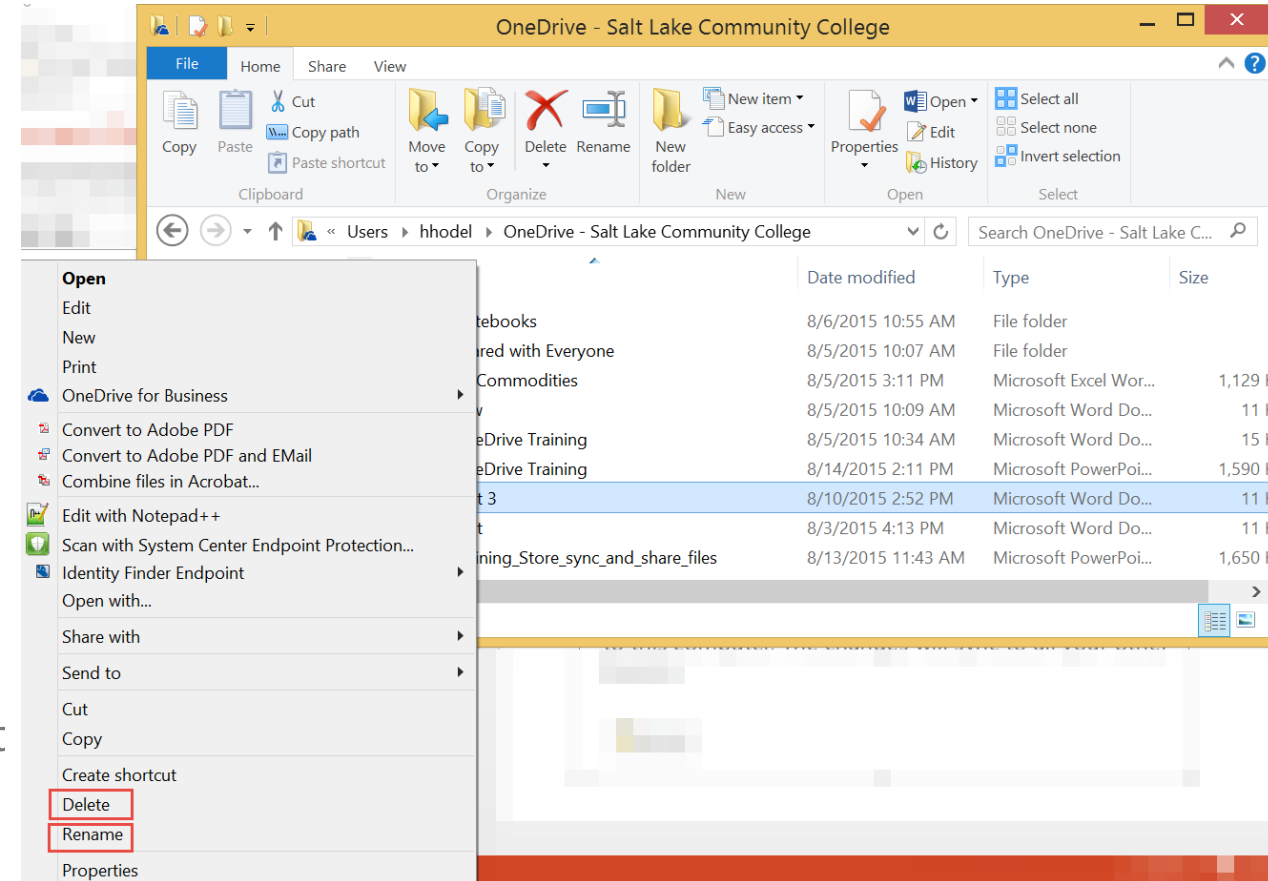 OneDrive - Salt Lake Community College
File Home Share View
Copy
Paste
Cut
Copy path
Paste shortcut
Clipboard
Move to
Copy to
Delete
Rename
Organize
New folder
New item
Easy access
New
Properties
Open
Edit
History
Open
Select all
Select none
Invert selection
Select
« Users hhodel OneDrive - Salt Lake Community College
Search OneDrive - Salt Lake C...
Date modified Type Size
tebooks 8/6/2015 10:55 AM File folder
ared with Everyone 8/5/2015 10:07 AM File folder
Commodities 8/5/2015 3:11 PM Microsoft Excel Wor... 1,129
8/5/2015 10:09 AM Microsoft Word Do... 11
eDrive Training 8/5/2015 10:34 AM Microsoft Word Do... 15
eDrive Training 8/14/2015 2:11 PM Microsoft PowerPoi... 1,590
t 3 8/10/2015 2:52 PM Microsoft Word Do... 11
t 8/3/2015 4:13 PM Microsoft Word Do... 11
ining_Store_sync_and_share_files 8/13/2015 11:43 AM Microsoft PowerPoi... 1,650
Open
Edit
New
Print
OneDrive for Business
Convert to Adobe PDF
Convert to Adobe PDF and EMail
Combine files in Acrobat...
Edit with Notepad++
Scan with System Center Endpoint Protection...
Identity Finder Endpoint
Open with...
Share with
Send to
Cut
Copy
Create shortcut
Delete
Rename
Properties